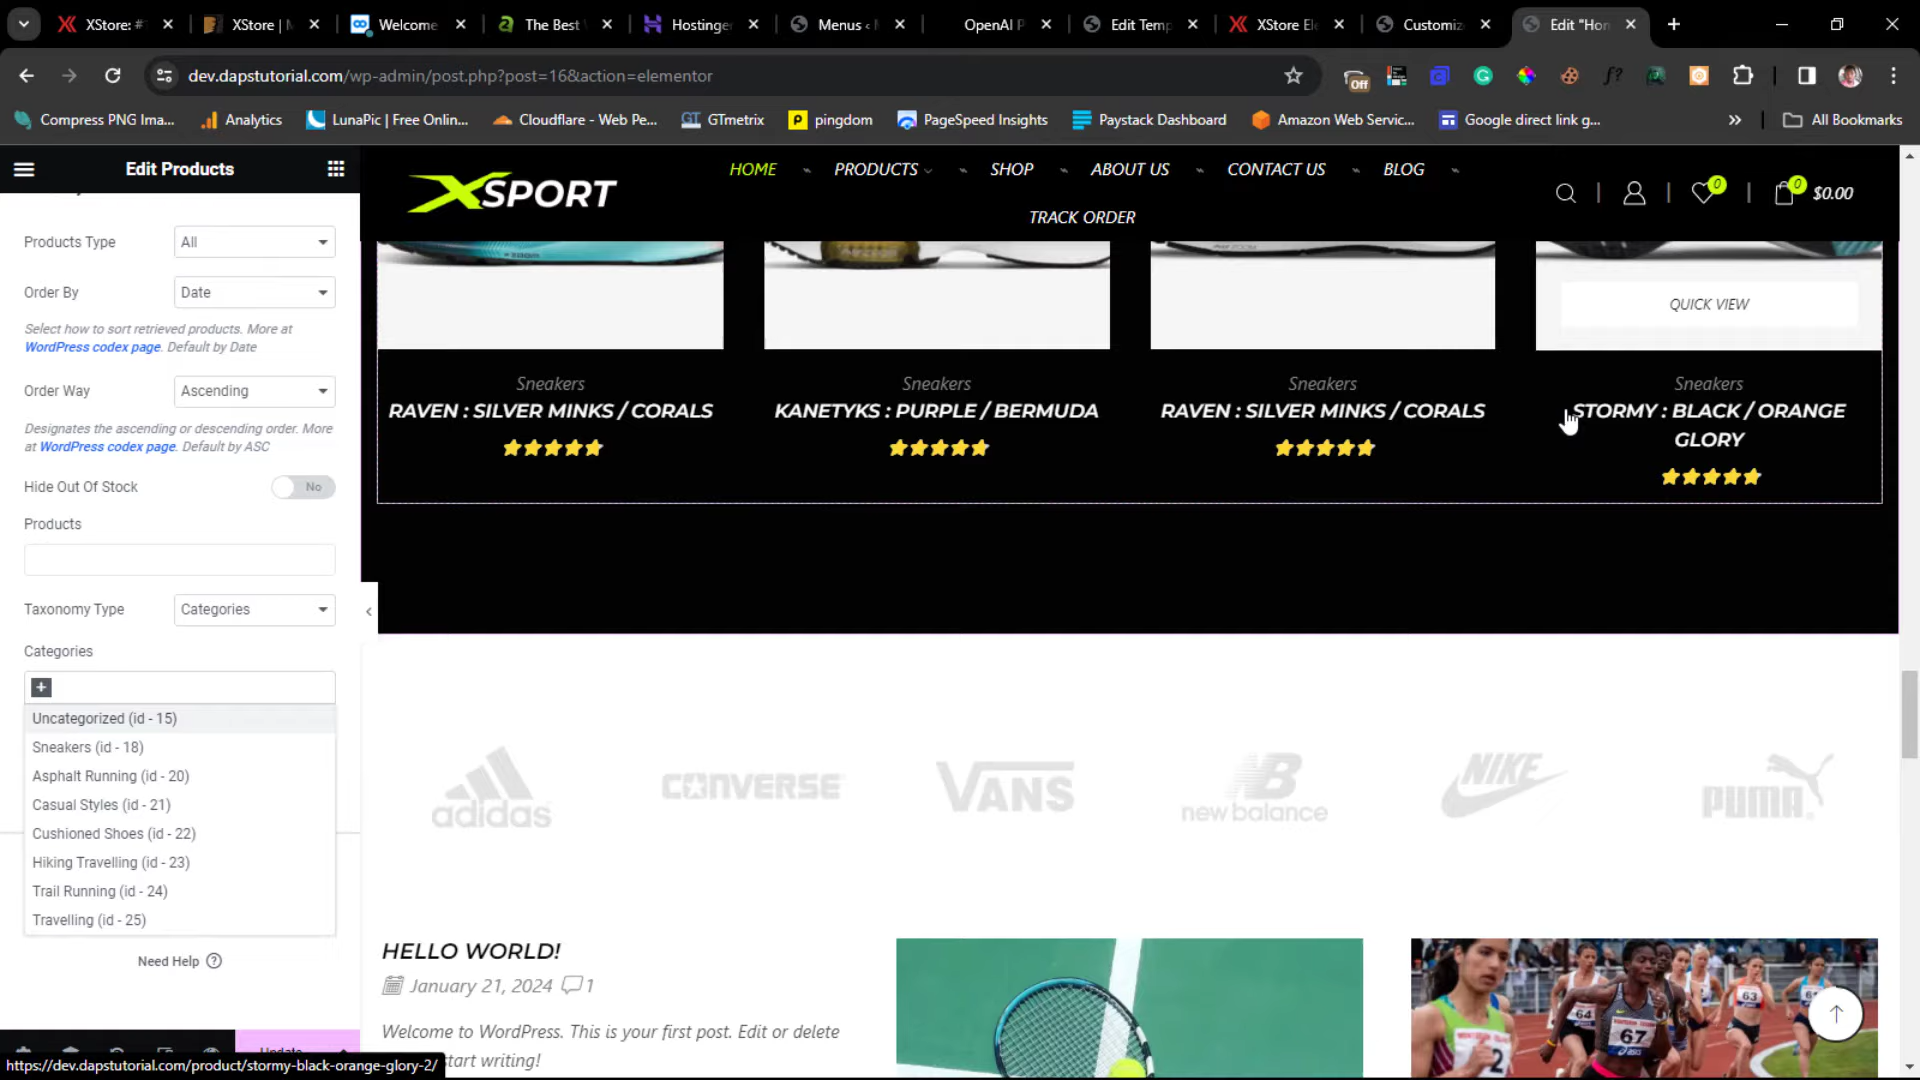 XStore: #
XStore | M
Welcome
The Best
Hostinger
Menus ‹
OpenAI P
Edit Temp
XStore El
Customiz
Edit "Hom
dev.dapstutorial.com/wp-admin/post.php?post=16&action=elementor
Off
f?
Compress PNG Ima...
Analytics
LunaPic | Free Onlin...
Cloudflare - Web Pe...
GTmetrix
pingdom
PageSpeed Insights
Paystack Dashboard
Amazon Web Servic...
Google direct link g...
»
All Bookmarks
Edit Products
XSPORT
HOME
PRODUCTS
SHOP
ABOUT US
CONTACT US
BLOG
TRACK ORDER
0
0
$0.00
Products Type
All
Order By
Date
Select how to sort retrieved products. More at
WordPress codex page. Default by Date
Order Way
Ascending
Designates the ascending or descending order. More
at WordPress codex page. Default by ASC
Hide Out Of Stock
No
Products
Taxonomy Type
Categories
Categories
+
Uncategorized (id - 15)
Sneakers (id - 18)
Asphalt Running (id - 20)
Casual Styles (id - 21)
Cushioned Shoes (id - 22)
Hiking Travelling (id - 23)
Trail Running (id - 24)
Travelling (id - 25)
Need Help
Update
https://dev.dapstutorial.com/product/stormy-black-orange-glory-2/
QUICK VIEW
Sneakers
RAVEN : SILVER MINKS / CORALS
Sneakers
KANETYKS : PURPLE / BERMUDA
Sneakers
RAVEN : SILVER MINKS / CORALS
Sneakers
STORMY : BLACK / ORANGE
GLORY
adidas
CONVERSE
VANS
NB
new balance
NIKE
PUMA
HELLO WORLD!
January 21, 2024
1
Welcome to WordPress. This is your first post. Edit or delete
start writing!
64
67
63